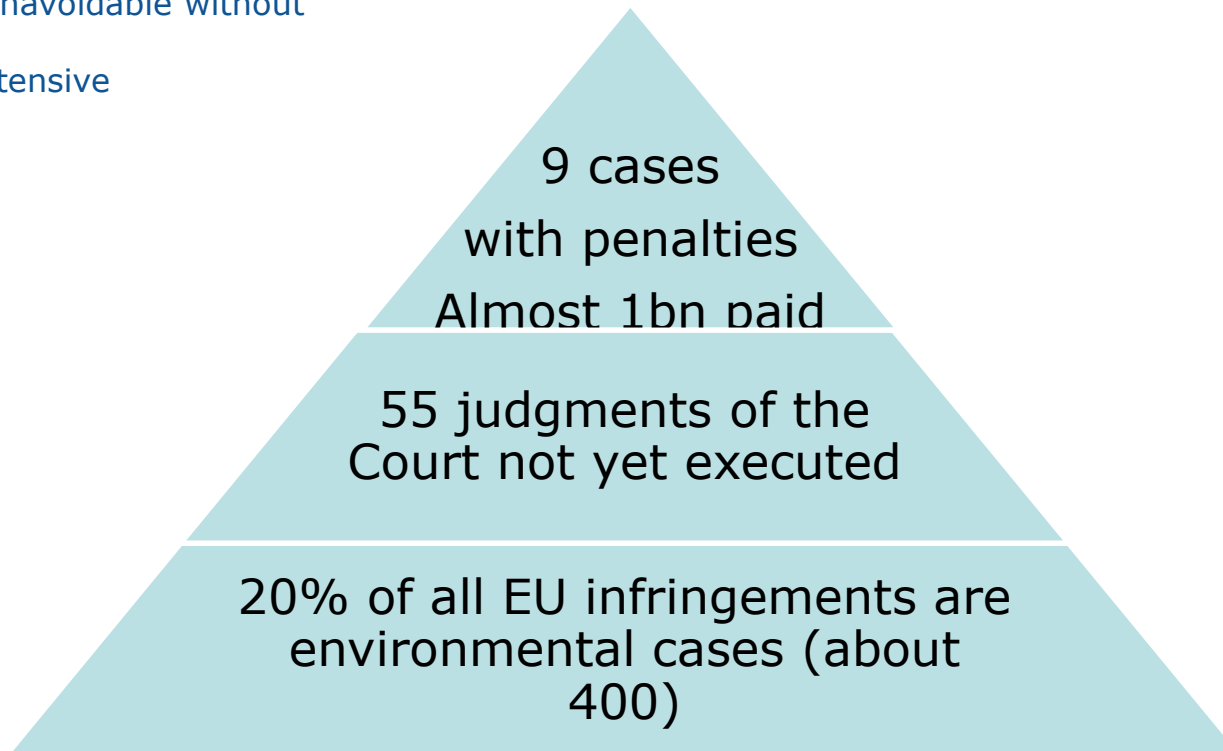 navoidable without
tensive
9 cases
with penalties
Almost 1bn paid
55 judgments of the
Court not yet executed
20% of all EU infringements are
environmental cases (about
400)